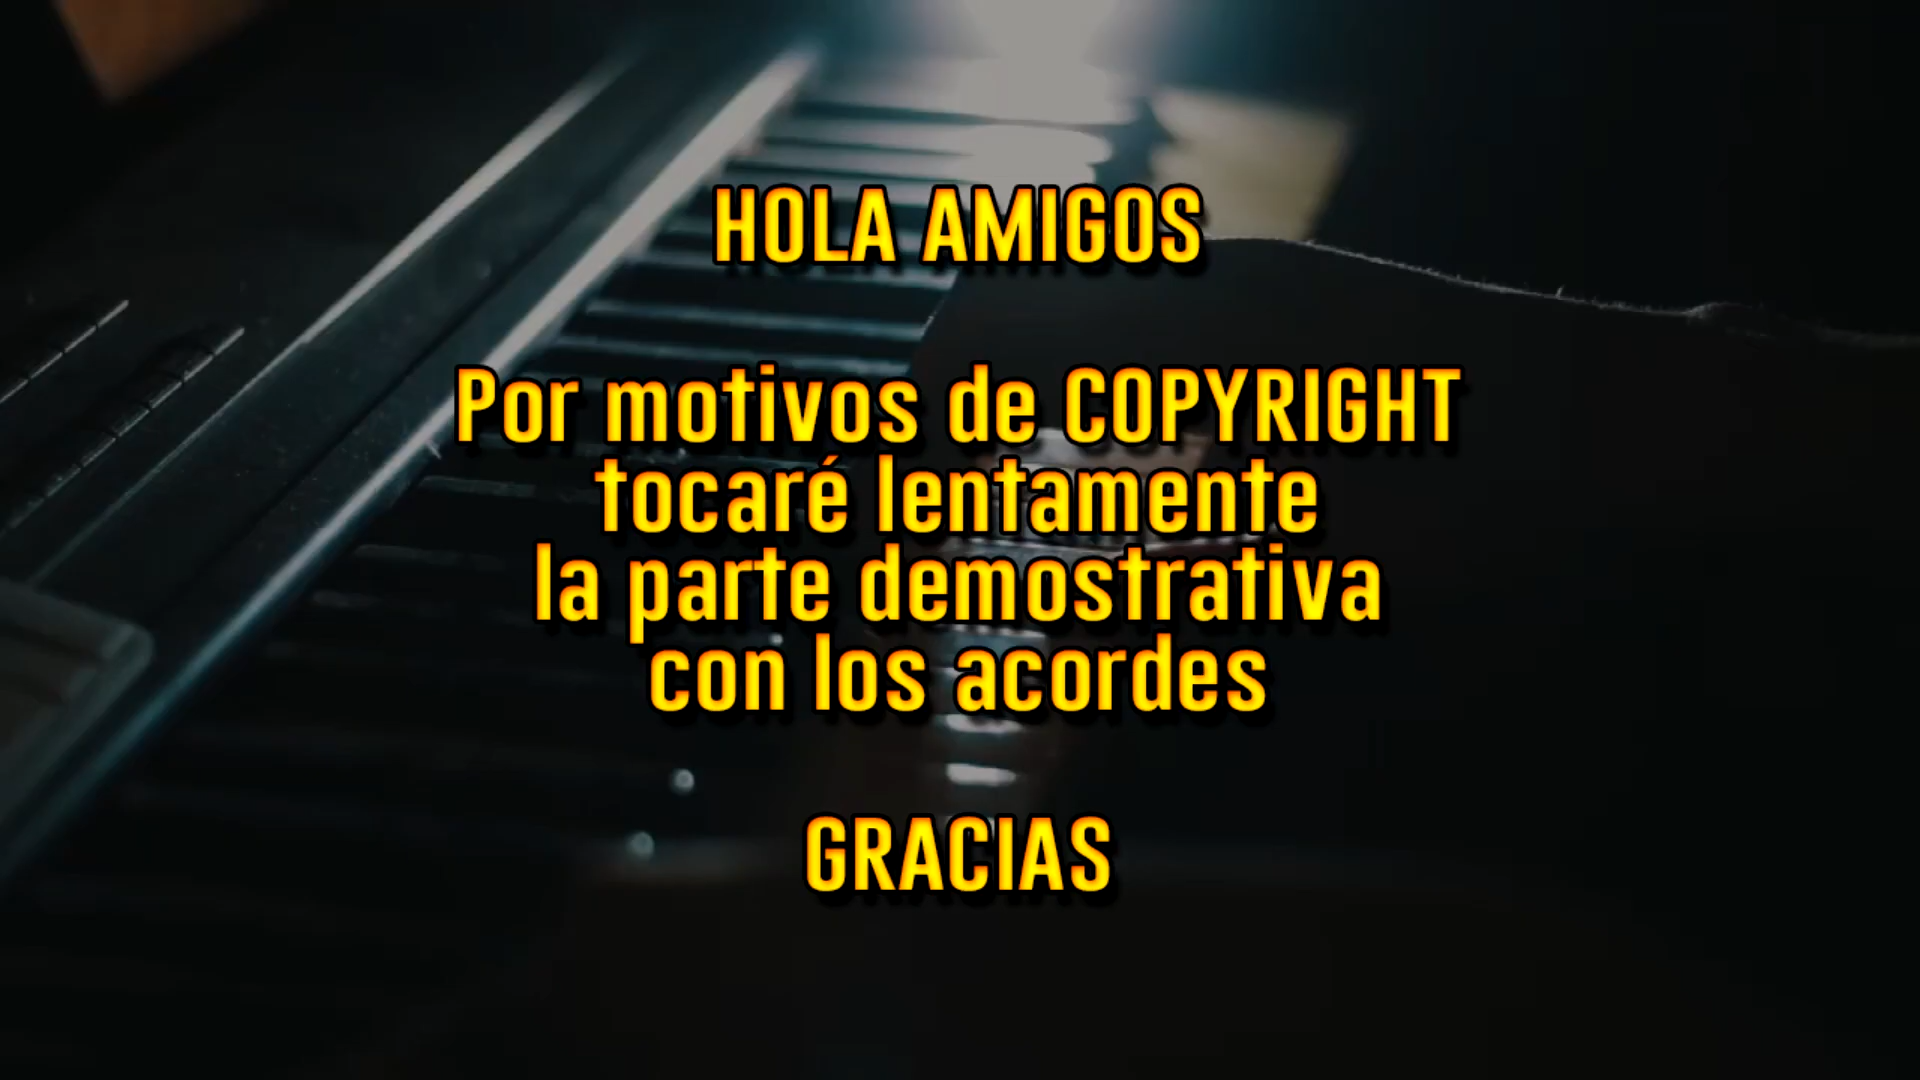 HOLA AMIGOS
Por motivos de COPYRIGHT
tocaré lentamente
la parte demostrativa
con los acordes
GRACIAS